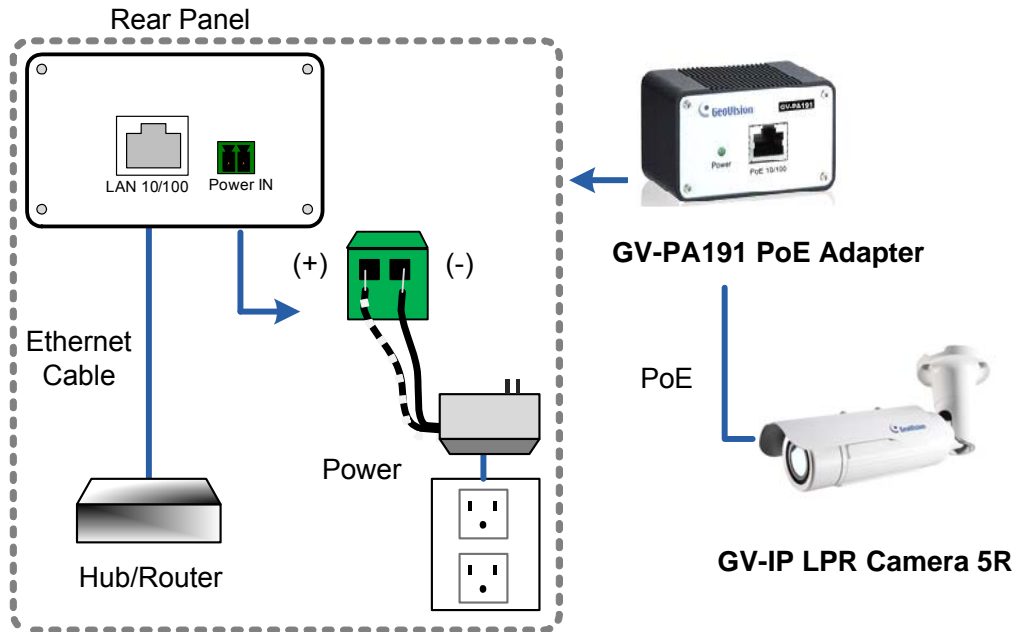 Rear Panel
LAN 10/100
Power IN
(+)
(-)
Ethernet
Cable
Power
Hub/Router
GeoVision
GV-PA191
Power
PoE 10/100
GV-PA191 PoE Adapter
PoE
GeoVision
GV-IP LPR Camera 5R